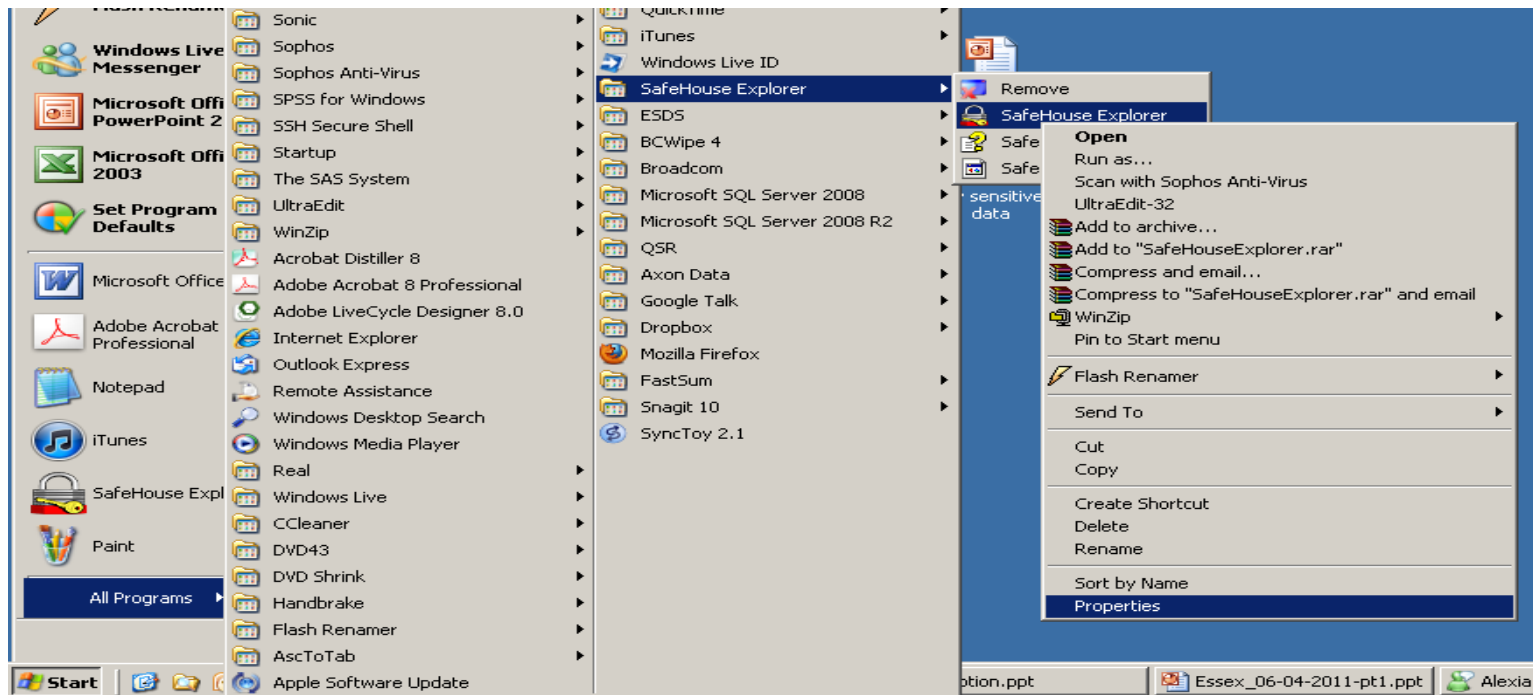 Windows Live
Messenger
Microsoft Offi
PowerPoint 2
Microsoft Offi
2003
Set Program
Defaults
Microsoft Office
Adobe Acrobat
Professional
Notepad
iTunes
SafeHouse Expl
Paint
All Programs
Sonic
Sophos
Sophos Anti-Virus
SPSS for Windows
SSH Secure Shell
Startup
The SAS System
UltraEdit
WinZip
Acrobat Distiller 8
Adobe Acrobat 8 Professional
Adobe LiveCycle Designer 8.0
Internet Explorer
Outlook Express
Remote Assistance
Windows Desktop Search
Windows Media Player
Real
Windows Live
CCleaner
DVD43
DVD Shrink
Handbrake
Flash Renamer
AscToTab
Apple Software Update
QuickTime
iTunes
Windows Live ID
SafeHouse Explorer
ESDS
BCWipe 4
Broadcom
Microsoft SQL Server 2008
Microsoft SQL Server 2008 R2
QSR
Axon Data
Google Talk
Dropbox
Mozilla Firefox
FastSum
Snagit 10
SyncToy 2.1
Remove
SafeHouse Explorer
Safe
Safe
sensitive
data
Open
Run as...
Scan with Sophos Anti-Virus
UltraEdit-32
Add to archive...
Add to "SafeHouseExplorer.rar"
Compress and email...
Compress to "SafeHouseExplorer.rar" and email
WinZip
Pin to Start menu
Flash Renamer
Send To
Cut
Copy
Create Shortcut
Delete
Rename
Sort by Name
Properties
Start
ption.ppt
Essex_06-04-2011-pt1.ppt
Alexia